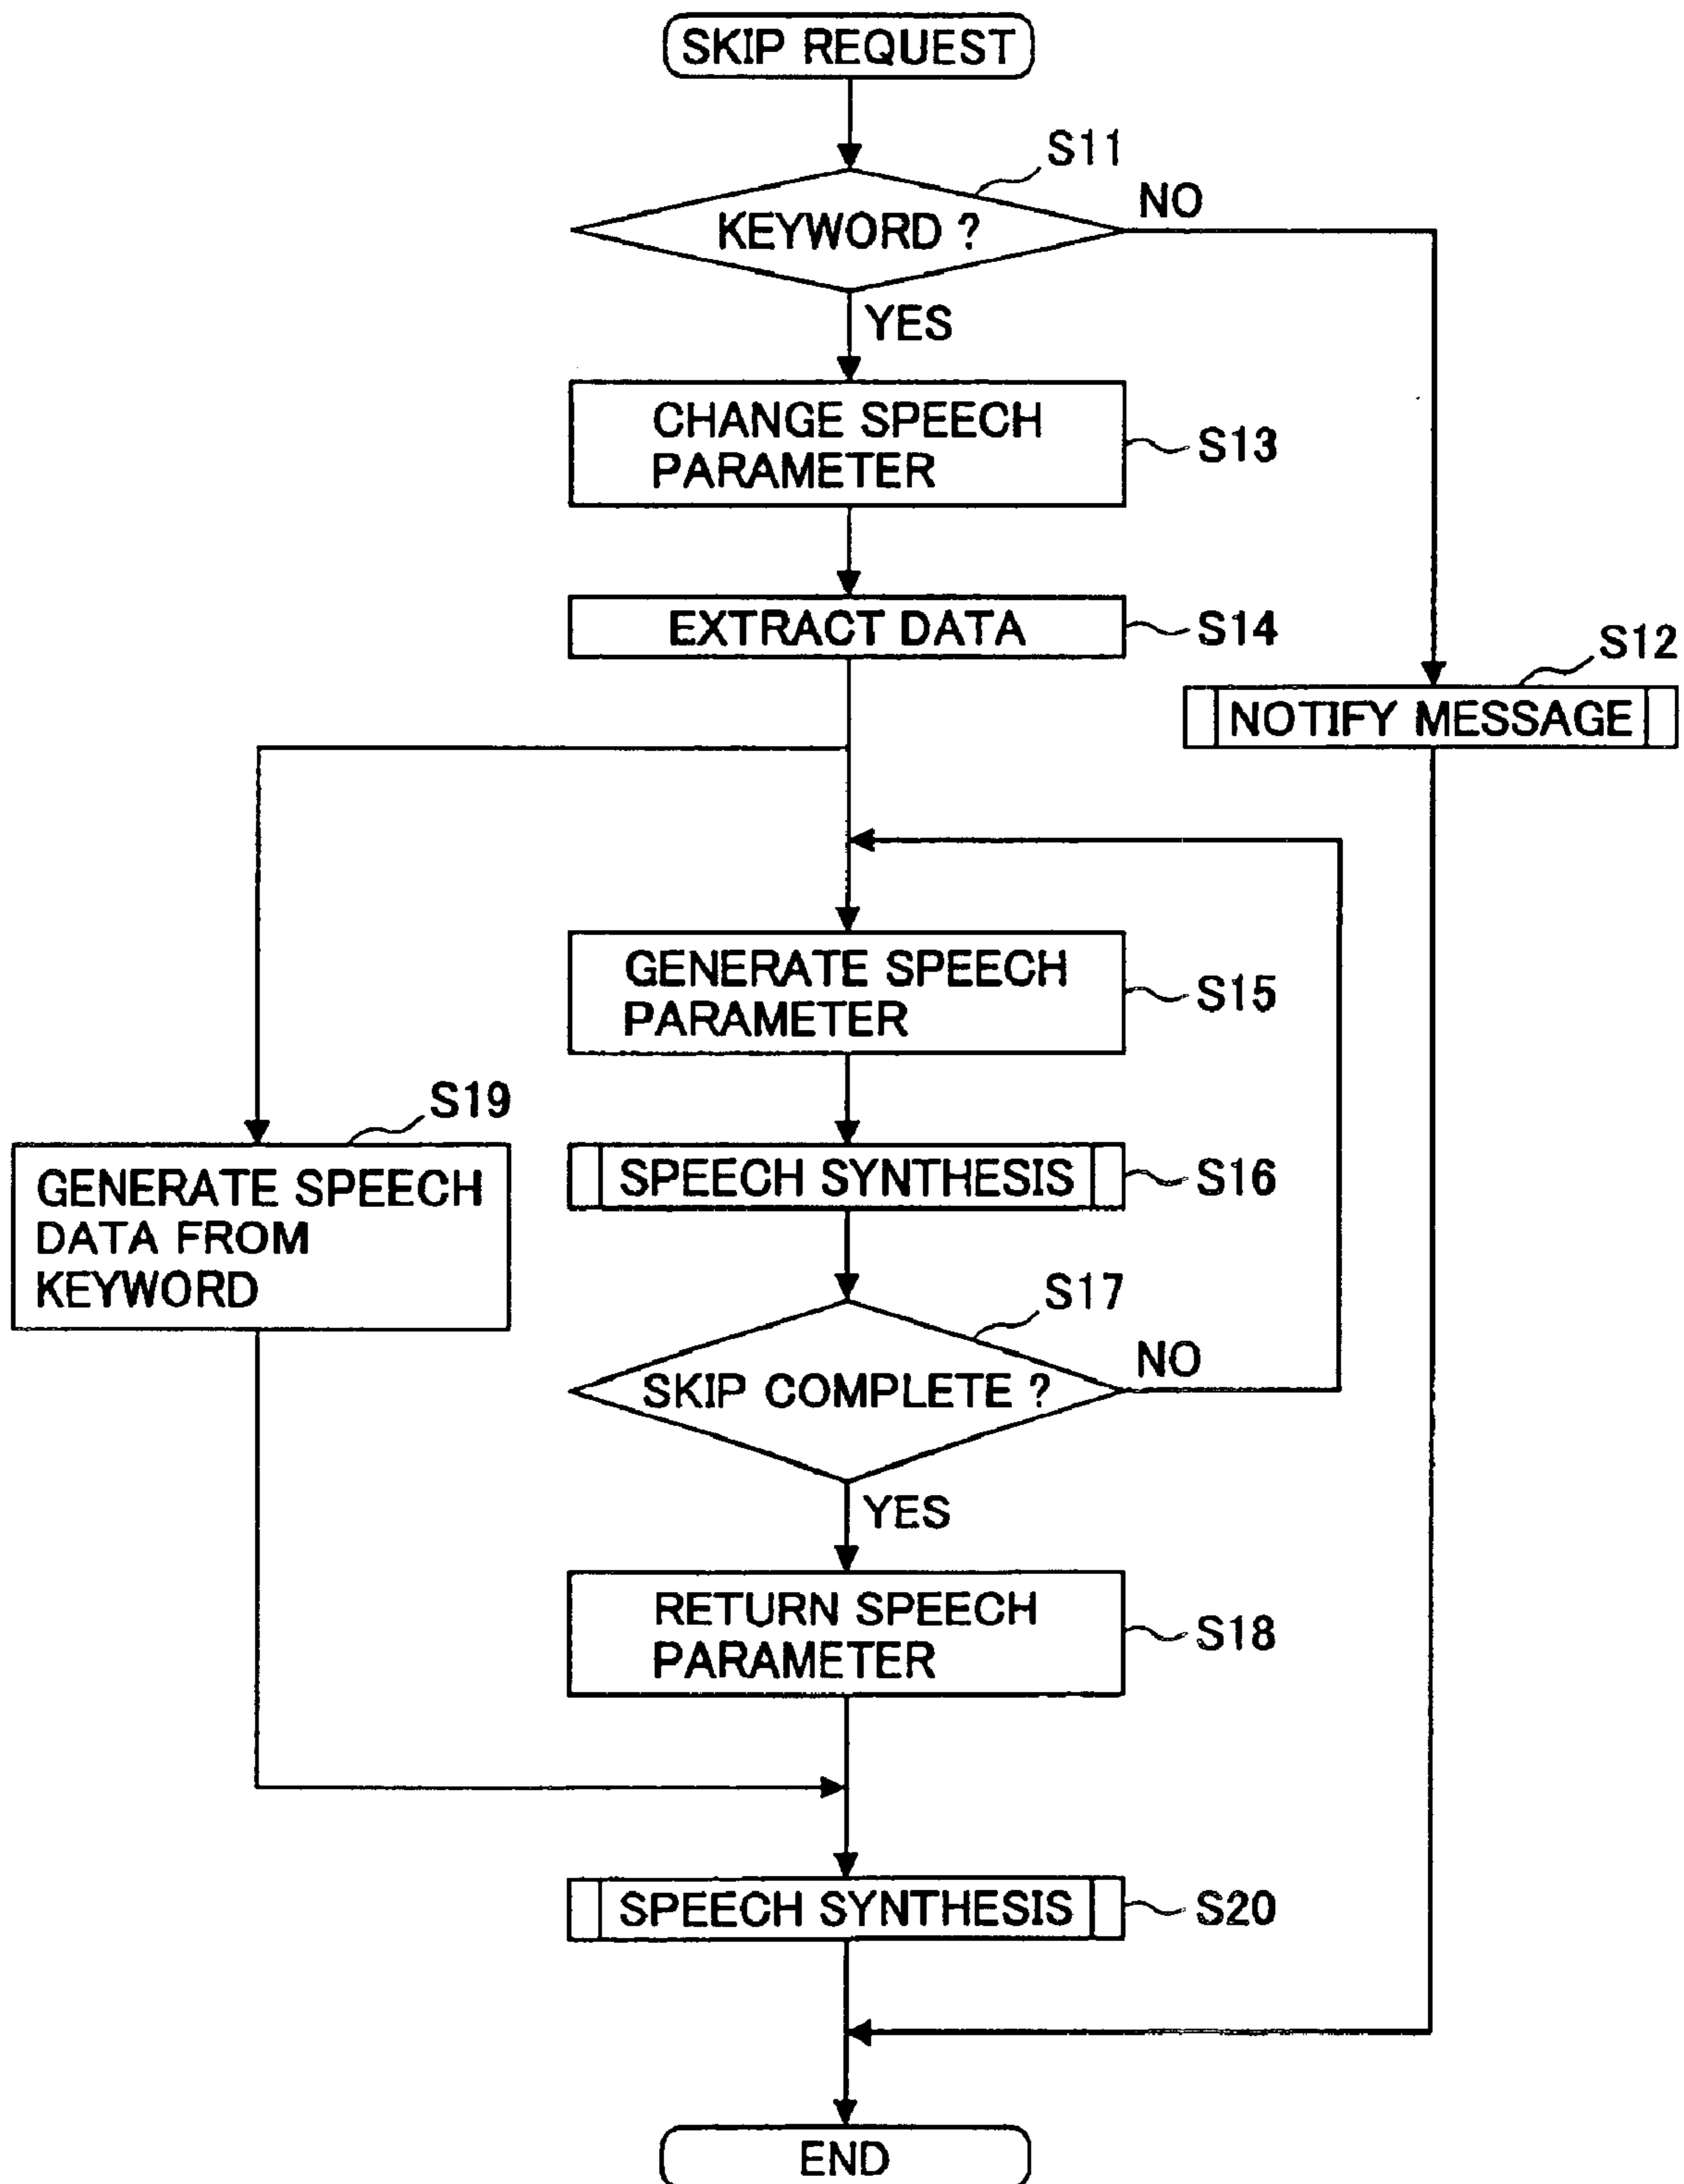 SKIP REQUEST
S11
KEYWORD ?
NO
YES
CHANGE SPEECH
PARAMETER
S13
EXTRACT DATA
S14
S12
NOTIFY MESSAGE
GENERATE SPEECH
PARAMETER
S15
S19
GENERATE SPEECH
DATA FROM
KEYWORD
SPEECH SYNTHESIS
S16
S17
SKIP COMPLETE ?
NO
YES
RETURN SPEECH
PARAMETER
S18
SPEECH SYNTHESIS
S20
END